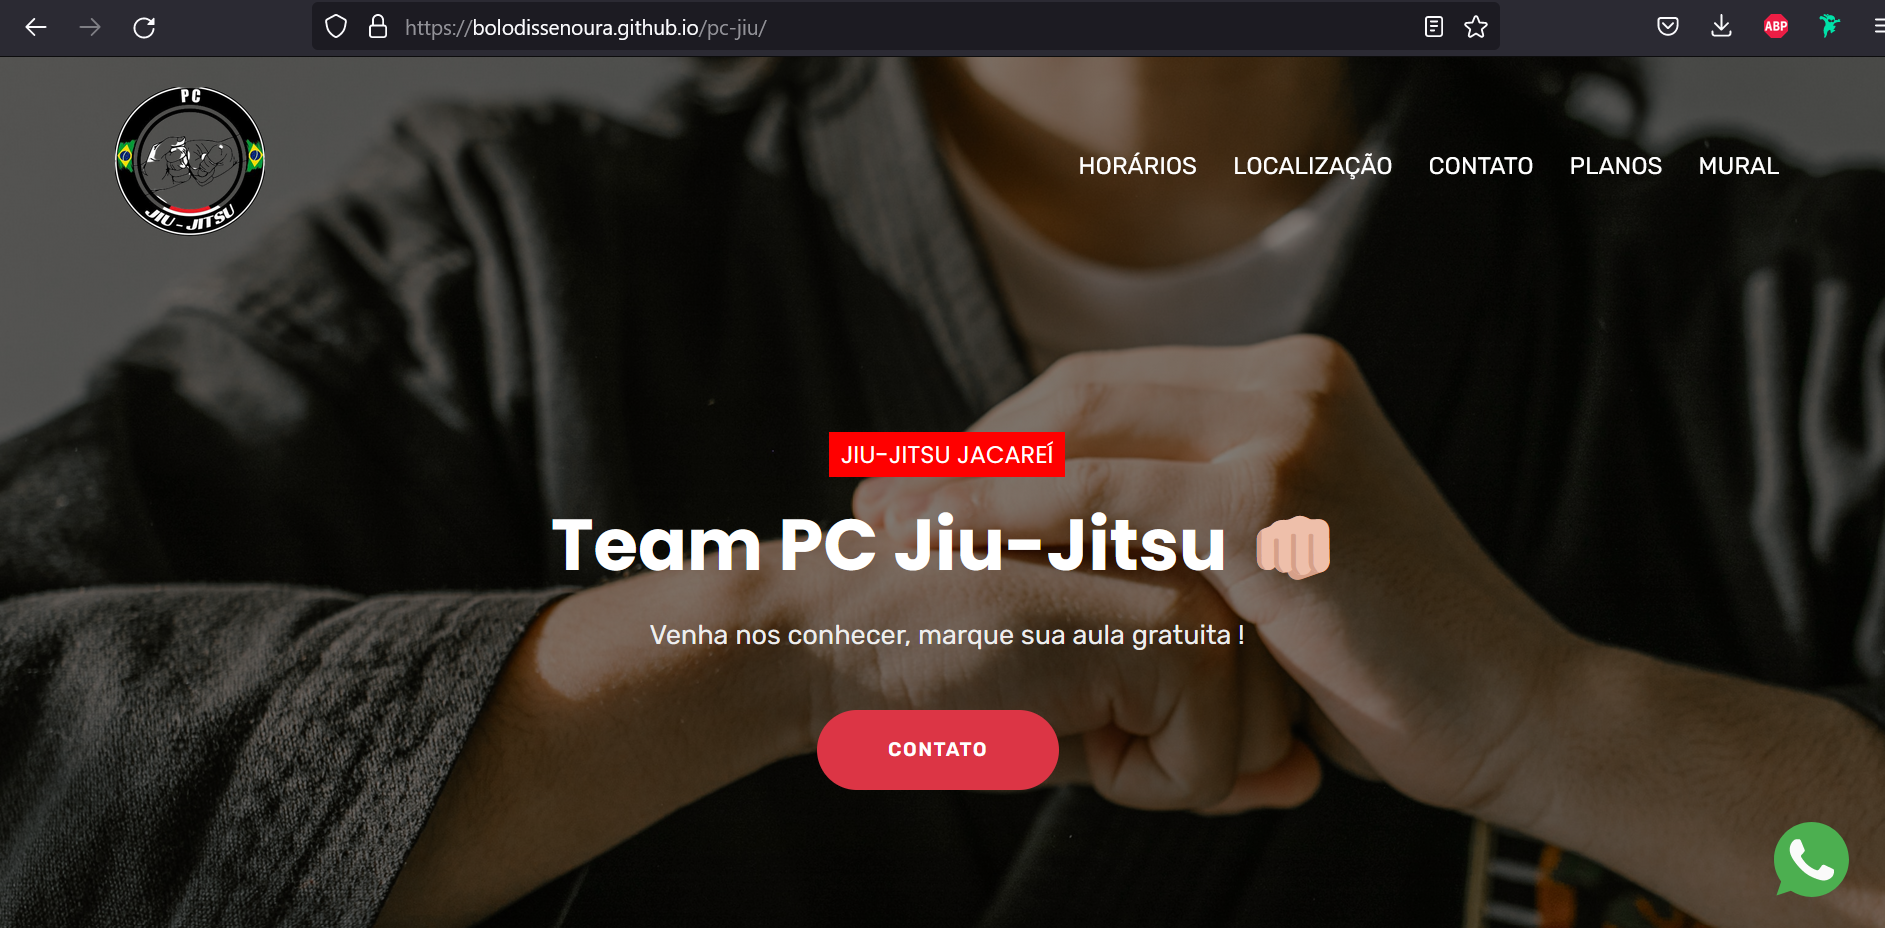 https://bolodissenoura.github.io/pc-jiu/
ABP
PC
JIU-JITSU
HORÁRIOS LOCALIZAÇÃO CONTATO PLANOS MURAL
JIU-JITSU JACAREÍ
Team PC Jiu-Jitsu 👊🏻
Venha nos conhecer, marque sua aula gratuita !
CONTATO